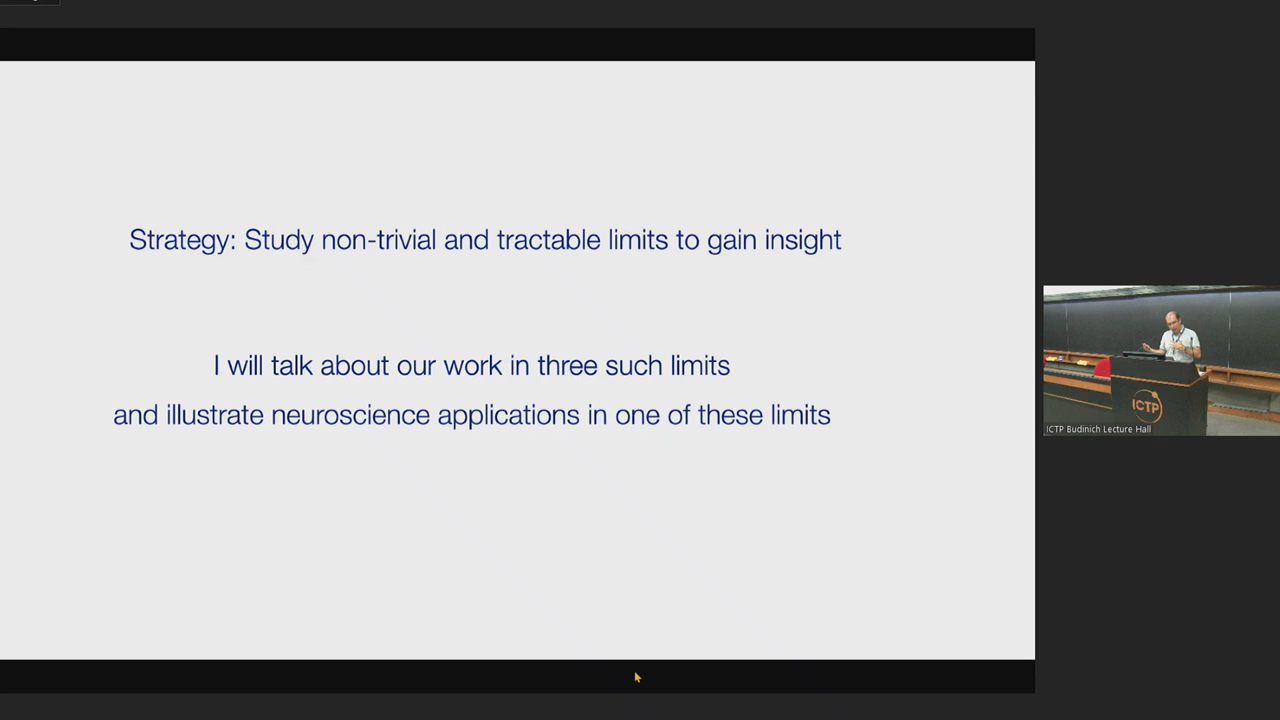 Strategy: Study non-trivial and tractable limits to gain insight
I will talk about our work in three such limits
and illustrate neuroscience applications in one of these limits
ICTP
ICTP Budinich Lecture Hall